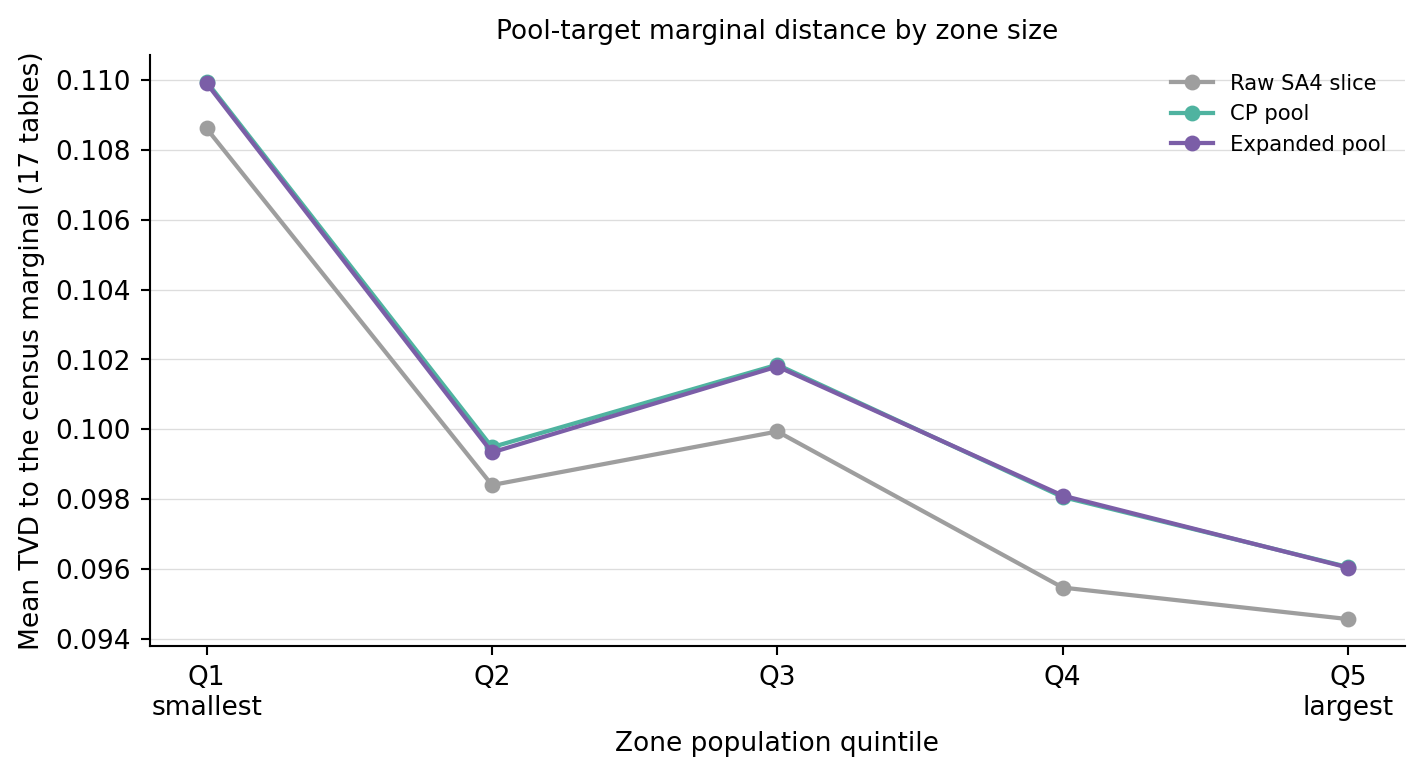 Pool-target marginal distance by zone size
Mean TVD to the census marginal (17 tables)
0.110
0.108
0.106
0.104
0.102
0.100
0.098
0.096
0.094
Raw SA4 slice
CP pool
Expanded pool
Q1
smallest
Q2
Q3
Q4
Q5
largest
Zone population quintile